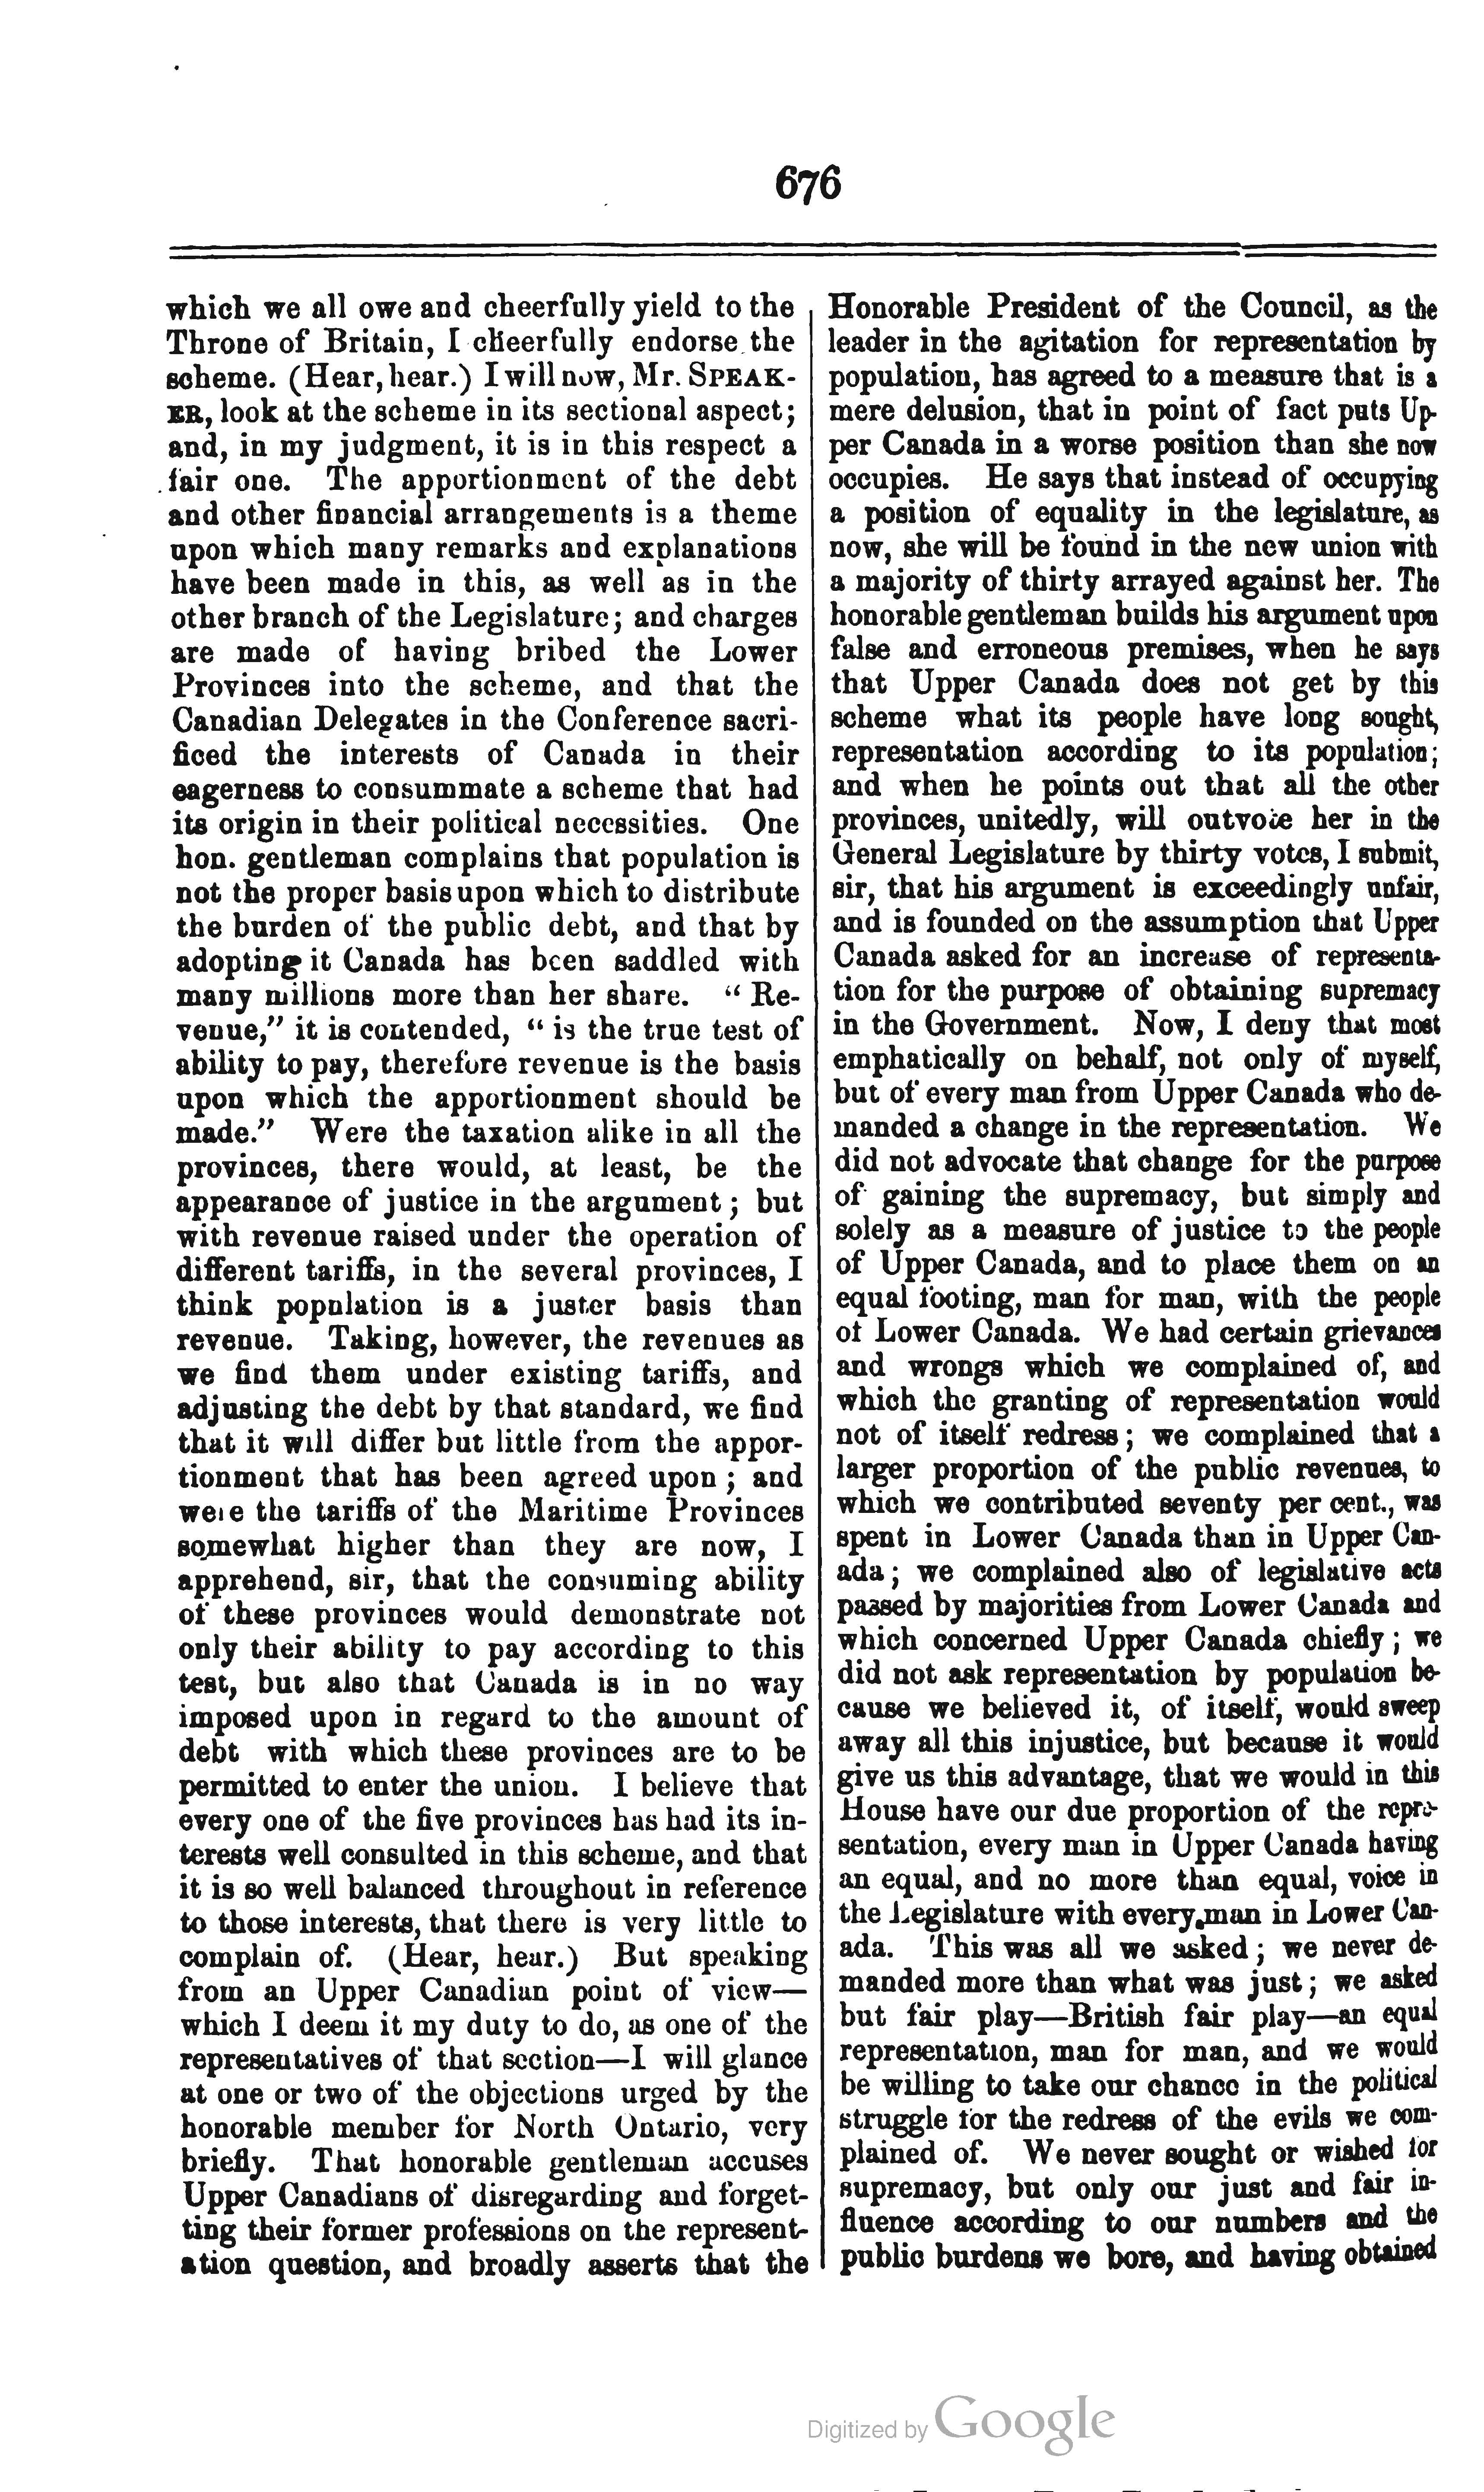 676
which we all owe and cheerfully yield to the
Throne of Britain, I cheerfully endorse the
scheme. (Hear, hear.) I will now, Mr. SPEAK-
ER, look at the scheme in its sectional aspect;
and, in my judgment, it is in this respect a
fair one. The apportionment of the debt
and other financial arrangements is a theme
upon which many remarks and explanations
have been made in this, as well as in the
other branch of the Legislature; and charges
are made of having bribed the Lower
Provinces into the scheme, and that the
Canadian Delegates in the Conference sacri-
ficed the interests of Canada in their
eagerness to consummate a scheme that had
its origin in their political necessities. One
hon. gentleman complains that population is
not the proper basis upon which to distribute
the burden of the public debt, and that by
adopting it Canada has been saddled with
many millions more than her share. “ Re-
venue,” it is contended, “ is the true test of
ability to pay, therefore revenue is the basis
upon which the apportionment should be
made.” Were the taxation alike in all the
provinces, there would, at least, be the
appearance of justice in the argument ; but
with revenue raised under the operation of
different tariffs, in the several provinces, I
think population is a juster basis than
revenue. Taking, however, the revenues as
we find them under existing tariffs, and
adjusting the debt by that standard, we find
that it will differ but little from the appor-
tionment that has been agreed upon ; and
were the tariffs of the Maritime Provinces
somewhat higher than they are now, I
apprehend, sir, that the consuming ability
of these provinces would demonstrate not
only their ability to pay according to this
test, but also that Canada is in no way
imposed upon in regard to the amount of
debt with which these provinces are to be
permitted to enter the union. I believe that
every one of the five provinces has had its in-
terests well consulted in this scheme, and that
it is so well balanced throughout in reference
to those interests, that there is very little to
complain of. (Hear, hear.) But speaking
from an Upper Canadian point of view—
which I deem it my duty to do, as one of the
representatives of that section—I will glance
at one or two of the objections urged by the
honorable member for North Ontario, very
briefly. That honorable gentleman accuses
Upper Canadians of disregarding and forget-
ting their former professions on the represent-
ation question, and broadly asserts that the
Honorable President of the Council, as the
leader in the agitation for representation by
population, has agreed to a measure that is a
mere delusion, that in point of fact puts Up-
per Canada in a worse position than she now
occupies. He says that instead of occupying
a position of equality in the legislature, as
now, she will be found in the new union with
a majority of thirty arrayed against her. The
honorable gentleman builds his argument upon
false and erroneous premises, when he says
that Upper Canada does not get by this
scheme what its people have long sought,
representation according to its population;
and when he points out that all the other
provinces, unitedly, will outvote her in the
General Legislature by thirty votes, I submit,
sir, that his argument is exceedingly unfair,
and is founded on the assumption that Upper
Canada asked for an increase of representa-
tion for the purpose of obtaining supremacy
in the Government. Now, I deny that most
emphatically on behalf, not only of myself,
but of every man from Upper Canada who de-
manded a change in the representation. We
did not advocate that change for the purpose
of gaining the supremacy, but simply and
solely as a measure of justice to the people
of Upper Canada, and to place them on an
equal footing, man for man, with the people
of Lower Canada. We had certain grievances
and wrongs which we complained of, and
which the granting of representation would
not of itself redress ; we complained that a
larger proportion of the public revenues, to
which we contributed seventy per cent., was
spent in Lower Canada than in Upper Can-
ada ; we complained also of legislative acts
passed by majorities from Lower Canada and
which concerned Upper Canada chiefly ; we
did not ask representation by population be-
cause we believed it, of itself, would sweep
away all this injustice, but because it would
give us this advantage, that we would in this
House have our due proportion of the repre-
sentation, every man in Upper Canada having
an equal, and no more than equal, voice in
the Legislature with every man in Lower Can-
ada. This was all we asked ; we never de-
manded more than what was just ; we asked
but fair play—British fair play—an equal
representation, man for man, and we would
be willing to take our chance in the political
struggle for the redress of the evils we com-
plained of. We never sought or wished for
supremacy, but only our just and fair in-
fluence according to our numbers and the
public burdens we bore, and having obtained
Digitized by Google